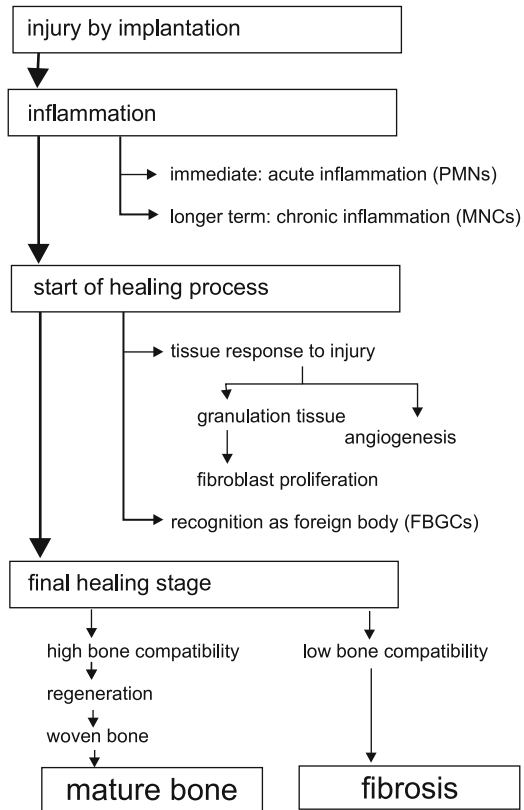 injury by implantation
inflammation
immediate: acute inflammation (PMNs)
longer term: chronic inflammation (MNCs)
start of healing process
tissue response to injury
granulation tissue
angiogenesis
fibroblast proliferation
recognition as foreign body (FBGCs)
final healing stage
high bone compatibility
low bone compatibility
regeneration
woven bone
mature bone
fibrosis